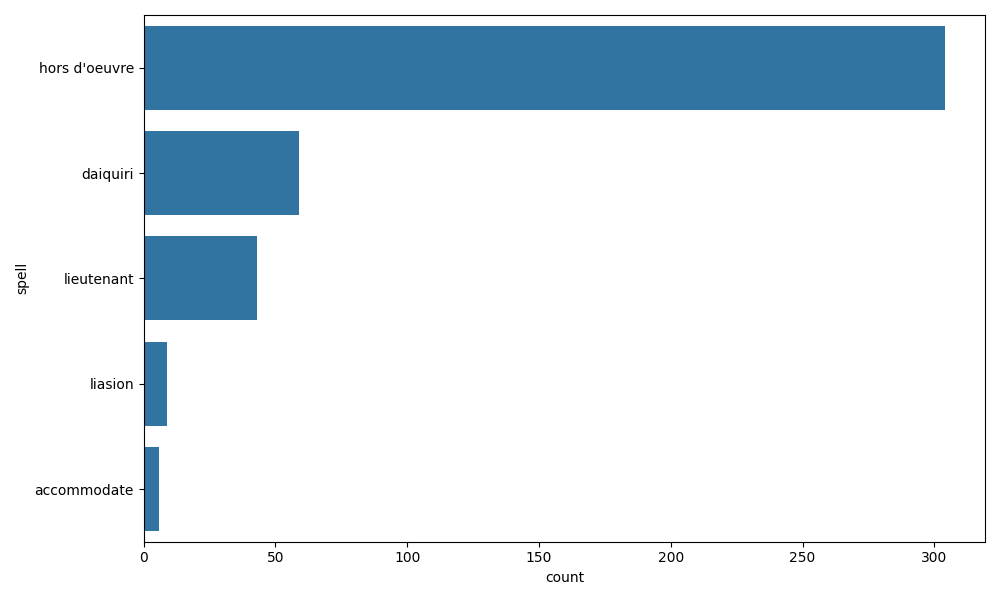 hors d'oeuvre
daiquiri
lieutenant
liasion
accommodate
spell
0 50 100 150 200 250 300
count